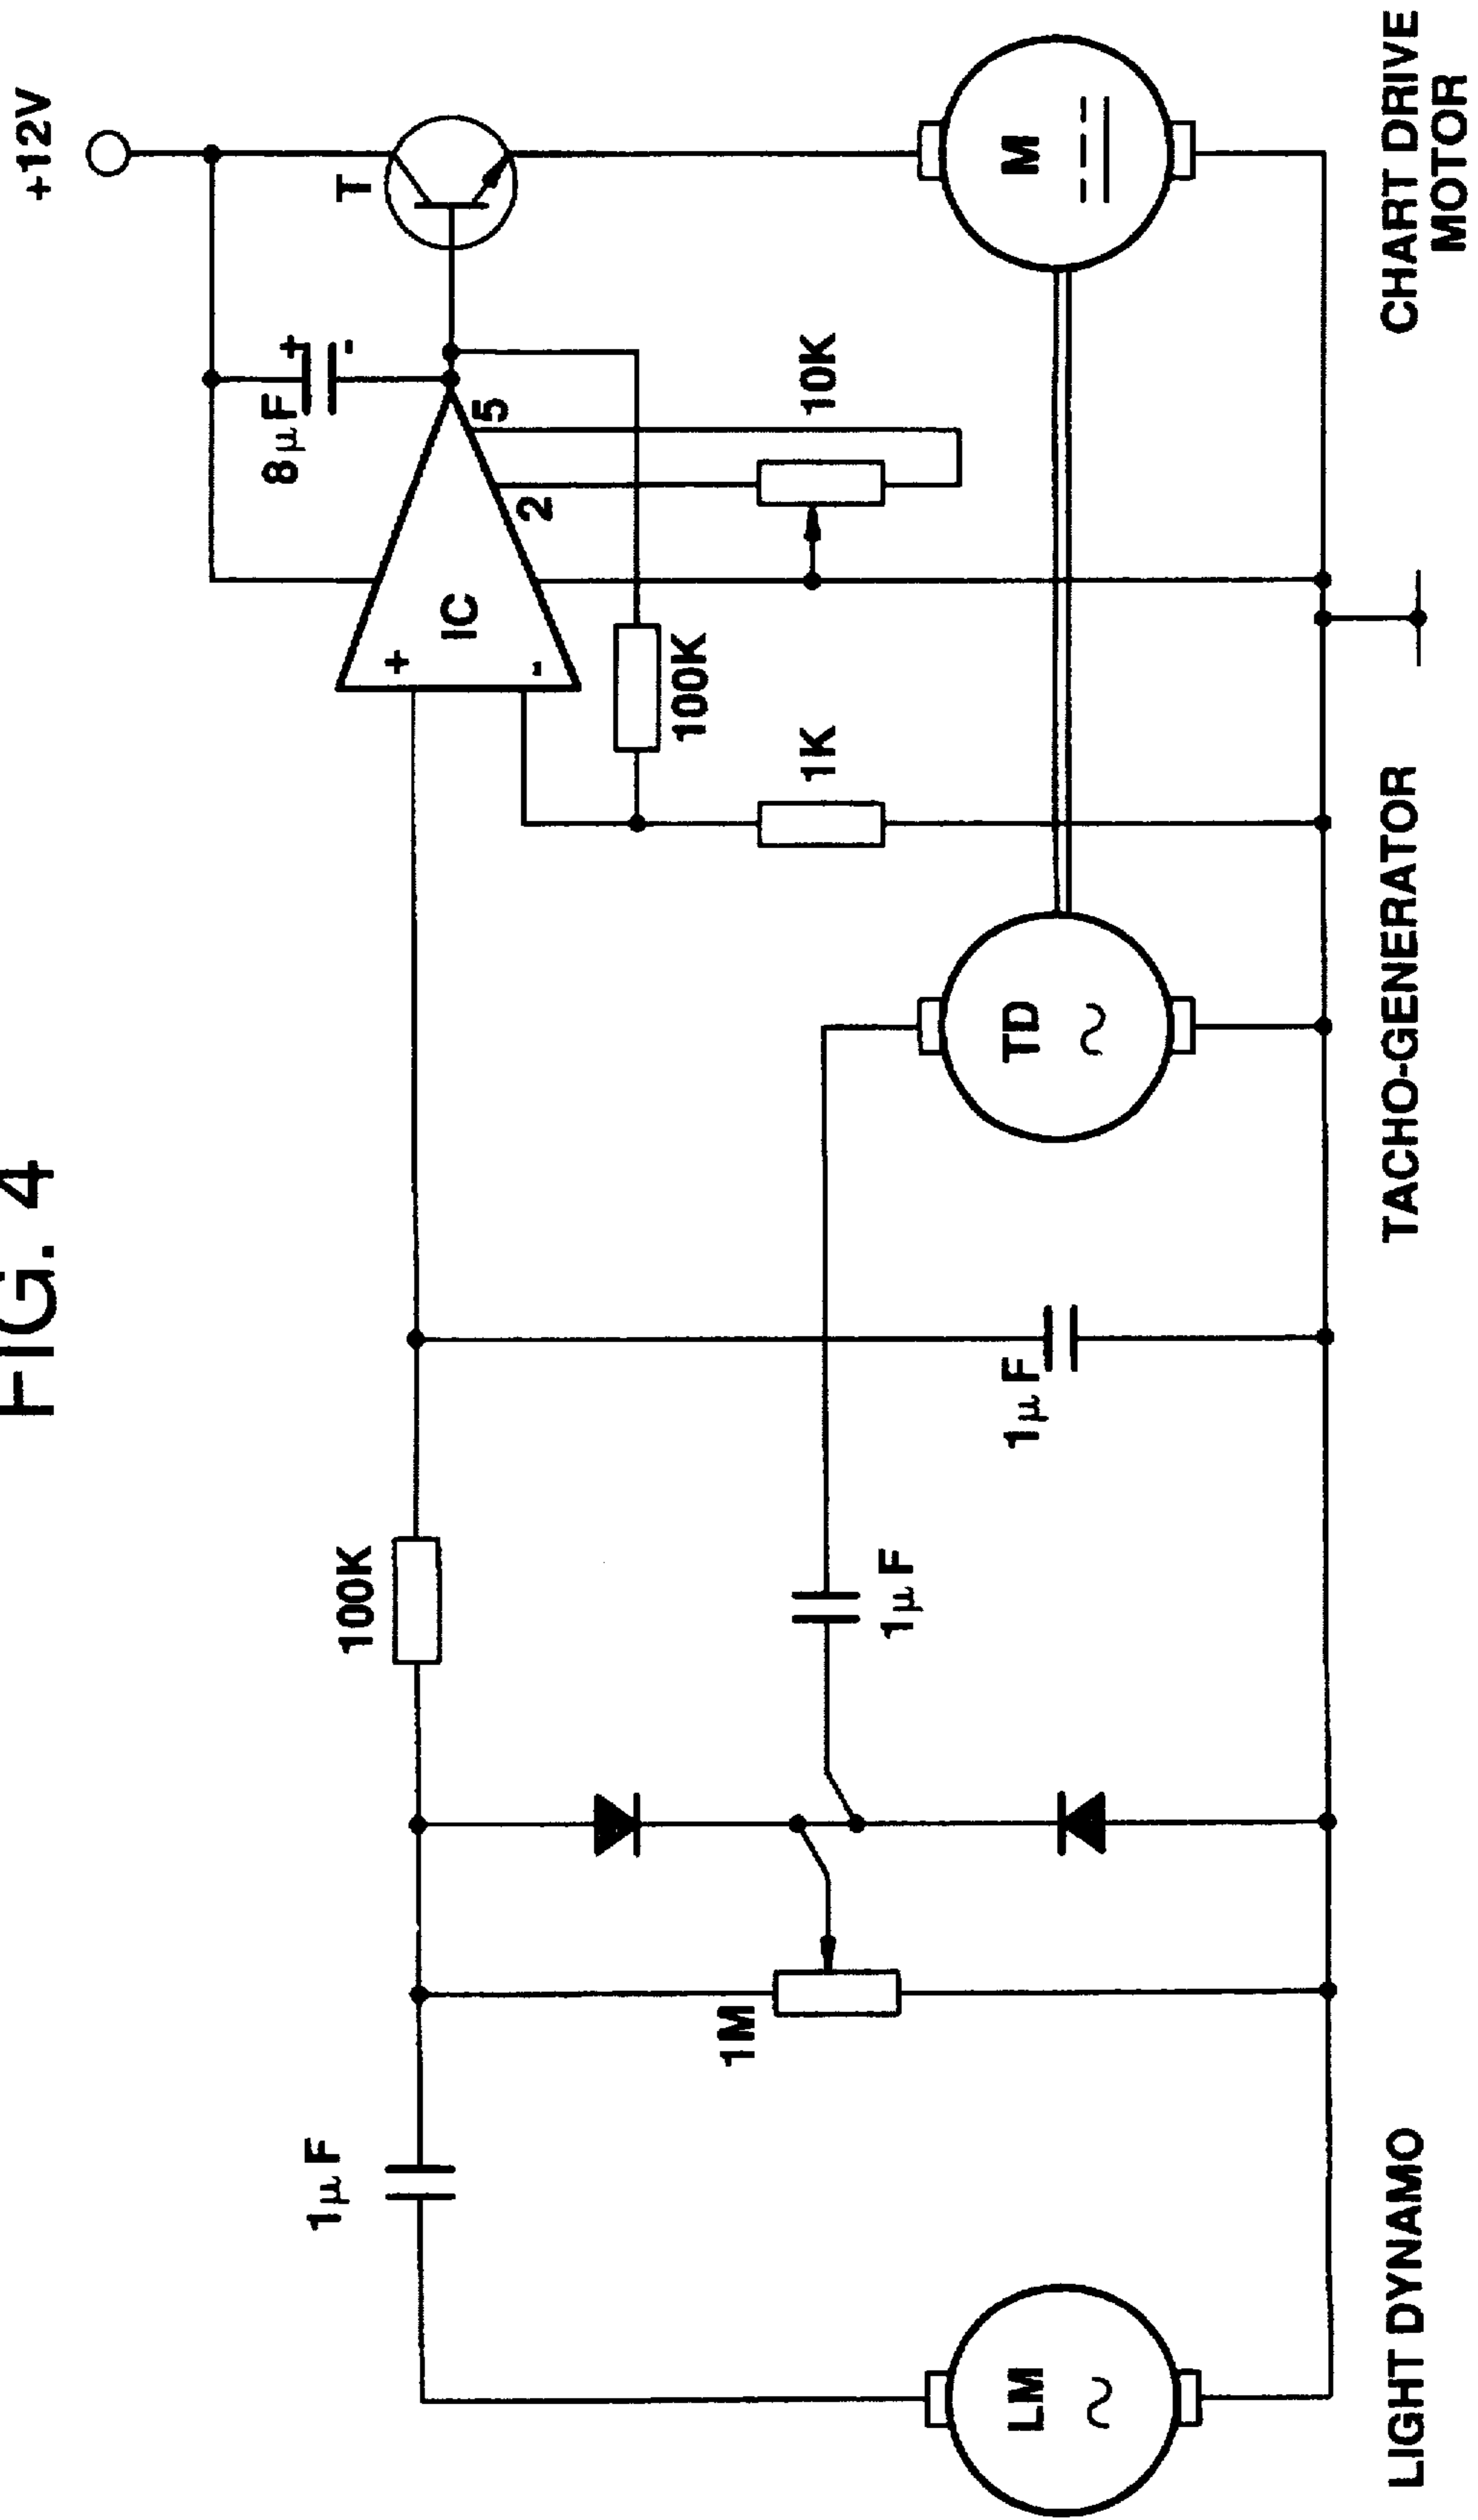 FIG. 4
+12V
T
8μF
+
-
5
2
IC
+
-
10K
100K
1K
100K
1μF
1μF
1M
1μF
M
TD
~
LM
~
CHART DRIVE
MOTOR
TACHO-GENERATOR
LIGHT DYNAMO